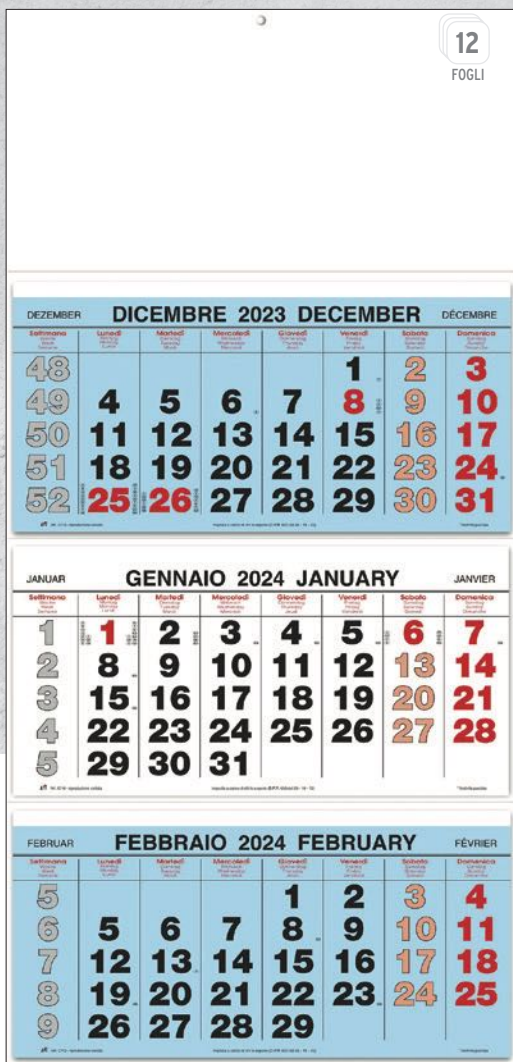 12
FOGLI
DEZEMBER DICEMBRE 2023 DECEMBER DÉCEMBRE
Settimana Lunedì Martedì Mercoledì Giovedì Venerdì Sabato Domenica
48 1 2 3
49 4 5 6 7 8 9 10
50 11 12 13 14 15 16 17
51 18 19 20 21 22 23 24
52 25 26 27 28 29 30 31
JANUAR GENNAIO 2024 JANUARY JANVIER
Settimana Lunedì Martedì Mercoledì Giovedì Venerdì Sabato Domenica
1 1 2 3 4 5 6 7
2 8 9 10 11 12 13 14
3 15 16 17 18 19 20 21
4 22 23 24 25 26 27 28
5 29 30 31
FEBRUAR FEBBRAIO 2024 FEBRUARY FÉVRIER
Settimana Lunedì Martedì Mercoledì Giovedì Venerdì Sabato Domenica
5 1 2 3 4
6 5 6 7 8 9 10 11
7 12 13 14 15 16 17 18
8 19 20 21 22 23 24 25
9 26 27 28 29